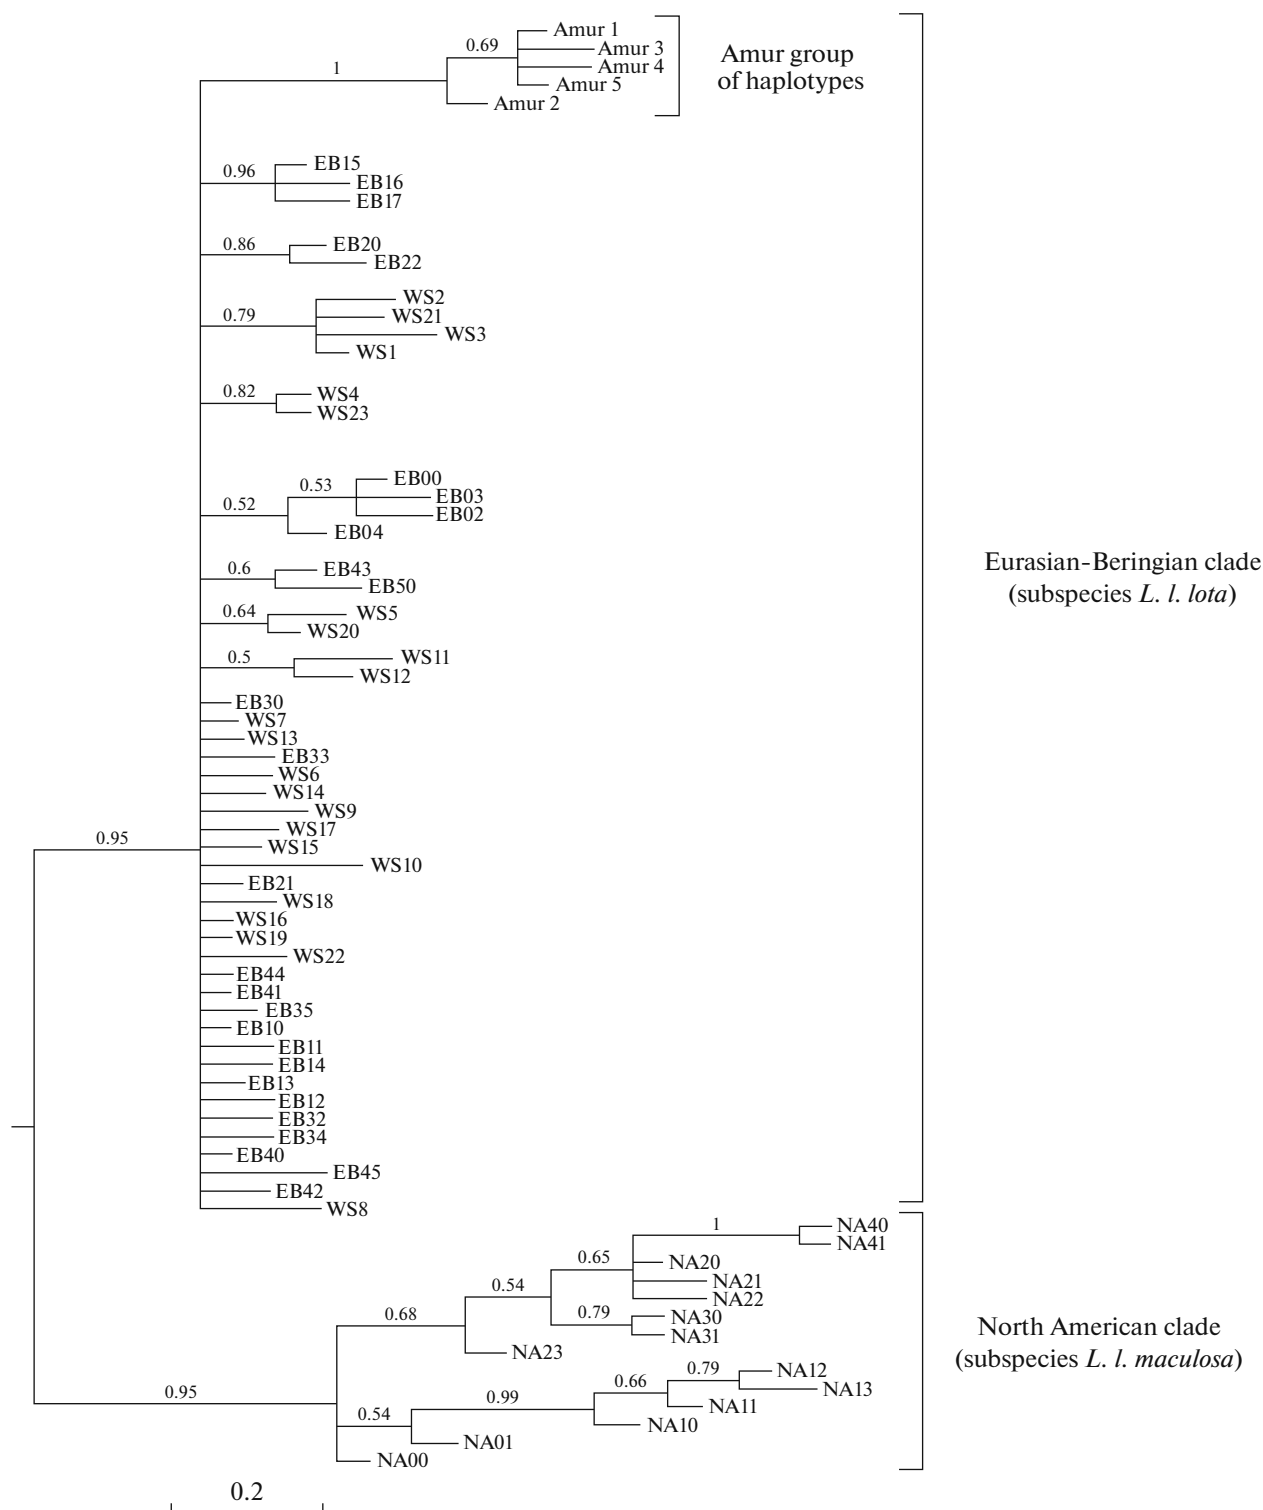 Amur 1
0.69
Amur 3
Amur 4
Amur 5
Amur 2
1
Amur group
of haplotypes
EB15
0.96
EB16
EB17
0.86
EB20
EB22
WS2
0.79
WS21
WS3
WS1
0.82
WS4
WS23
EB00
0.53
EB03
0.52
EB02
EB04
0.6
EB43
EB50
0.64
WS5
WS20
0.5
WS11
WS12
Eurasian-Beringian clade
(subspecies L. l. lota)
EB30
WS7
WS13
EB33
WS6
WS14
WS9
WS17
0.95
WS15
WS10
EB21
WS18
WS16
WS19
WS22
EB44
EB41
EB35
EB10
EB11
EB14
EB13
EB12
EB32
EB34
EB40
EB45
EB42
WS8
1
NA40
NA41
0.65
NA20
NA21
0.54
NA22
0.79
NA30
0.68
NA31
NA23
North American clade
(subspecies L. l. maculosa)
0.79
NA12
0.66
NA13
0.95
0.99
NA11
0.54
NA10
NA01
NA00
0.2